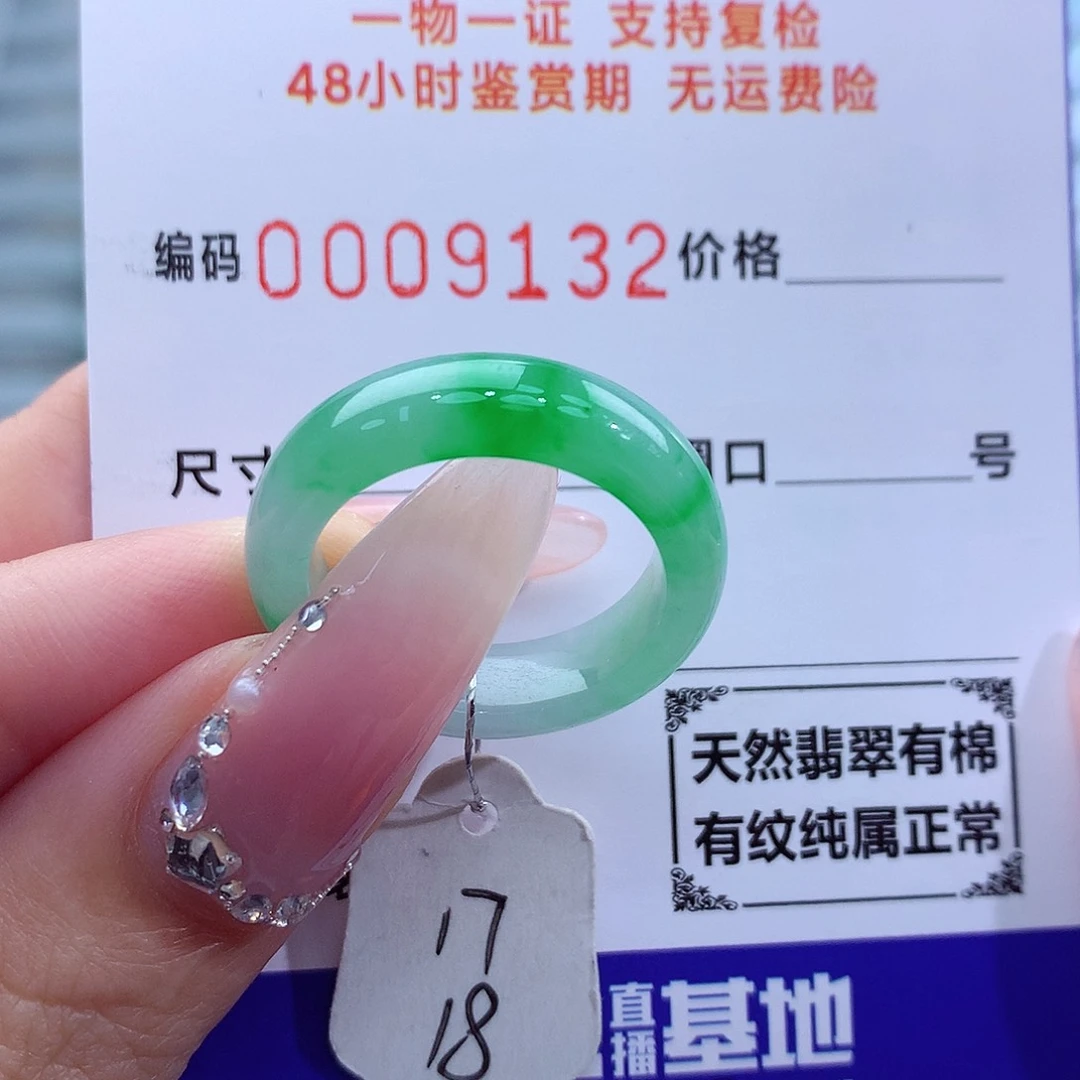 一物一证 支持复检
48小时鉴赏期 无运费险
编码0009132价格
尺寸 圈口 号
天然翡翠有棉
有纹纯属正常
17
18
直播基地